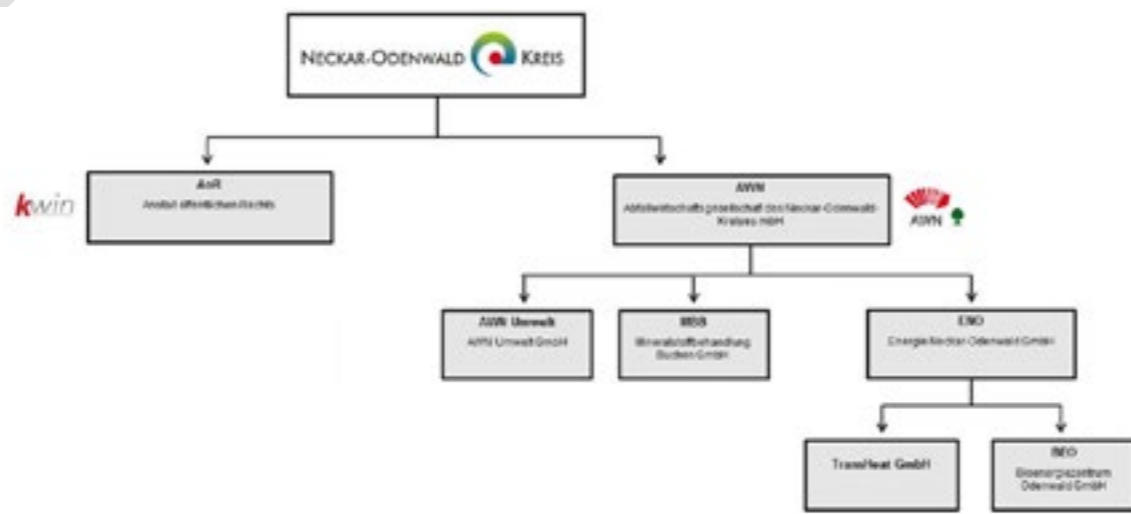 NECKAR-ODENWALD KREIS
kwin
AöR
Anstalt öffentlichen Rechts
AWN
Abfallwirtschaftsgesellschaft des Neckar-Odenwald-
Kreises mbH
AWN
AWN Umwelt
AWN Umwelt GmbH
MBB
Mineralstoffbehandlung
Buchen GmbH
ENO
Energie Neckar-Odenwald GmbH
TransHeat GmbH
BEO
Bioenergiezentrum
Odenwald GmbH